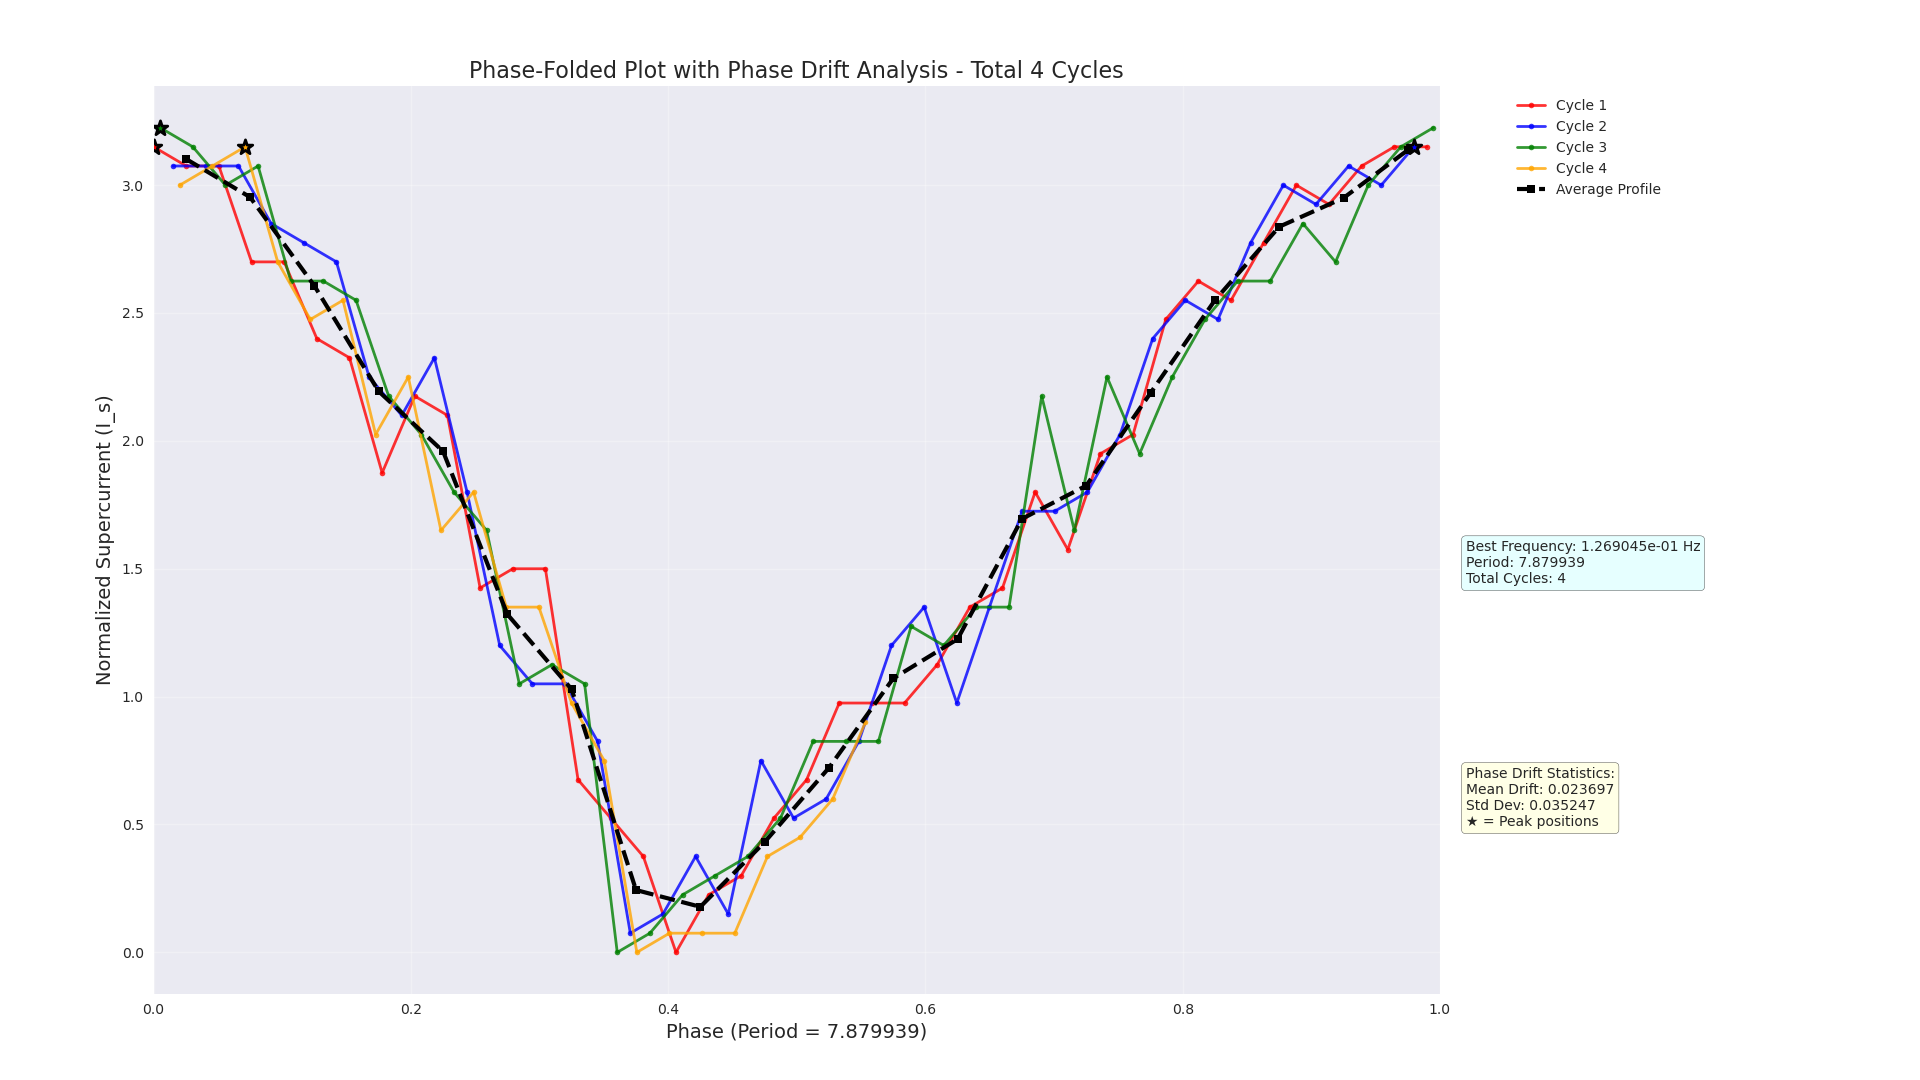 Phase-Folded Plot with Phase Drift Analysis - Total 4 Cycles
Cycle 1
Cycle 2
Cycle 3
Cycle 4
Average Profile
Normalized Supercurrent (I_s)
3.0
2.5
2.0
1.5
1.0
0.5
0.0
Best Frequency: 1.269045e-01 Hz
Period: 7.879939
Total Cycles: 4
Phase Drift Statistics:
Mean Drift: 0.023697
Std Dev: 0.035247
★ = Peak positions
0.0 0.2 0.4 0.6 0.8 1.0
Phase (Period = 7.879939)